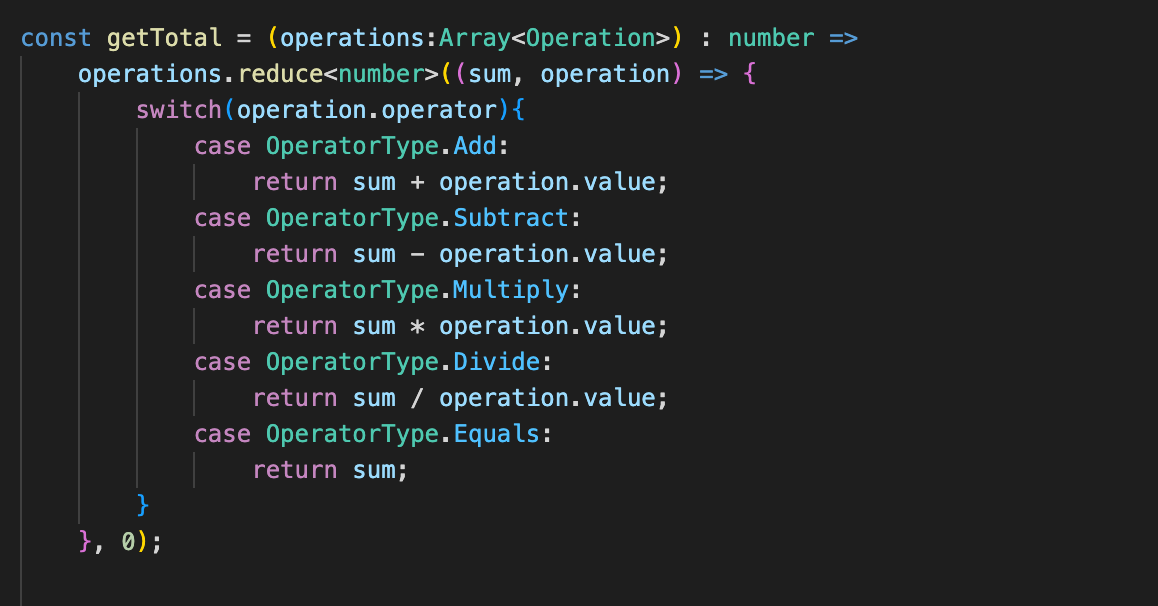 const getTotal = (operations:Array<Operation>) : number =>
    operations.reduce<number>((sum, operation) => {
        switch(operation.operator){
            case OperatorType.Add:
                return sum + operation.value;
            case OperatorType.Subtract:
                return sum - operation.value;
            case OperatorType.Multiply:
                return sum * operation.value;
            case OperatorType.Divide:
                return sum / operation.value;
            case OperatorType.Equals:
                return sum;
        }
    }, 0);